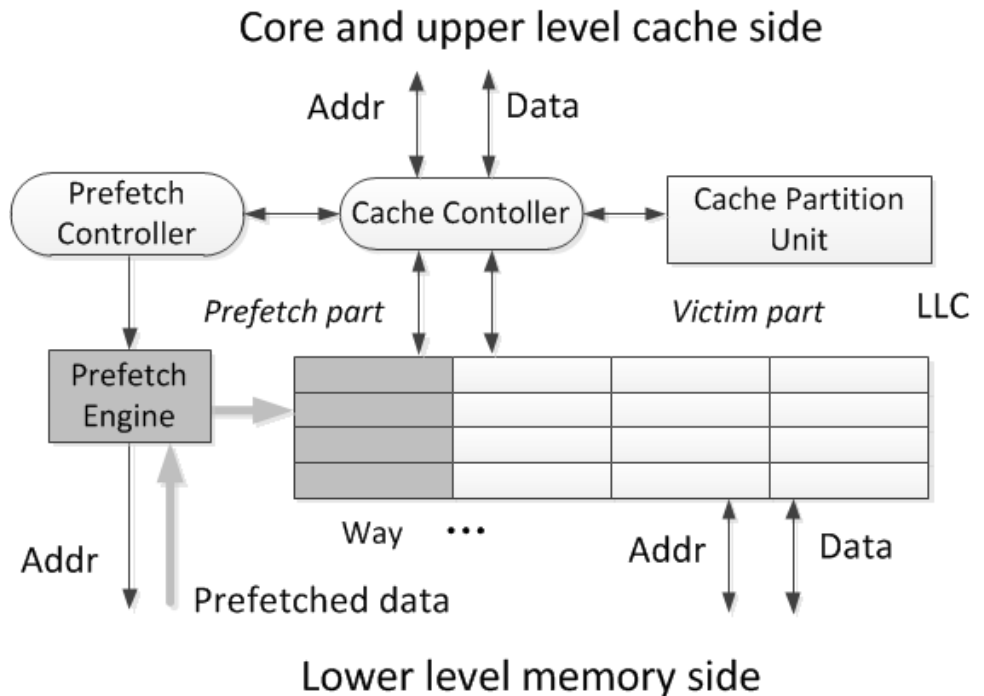 Core and upper level cache side
Addr
Data
Prefetch
Controller
Cache Contoller
Cache Partition
Unit
Prefetch part
Victim part
LLC
Prefetch
Engine
Way ...
Addr
Data
Addr
Prefetched data
Lower level memory side